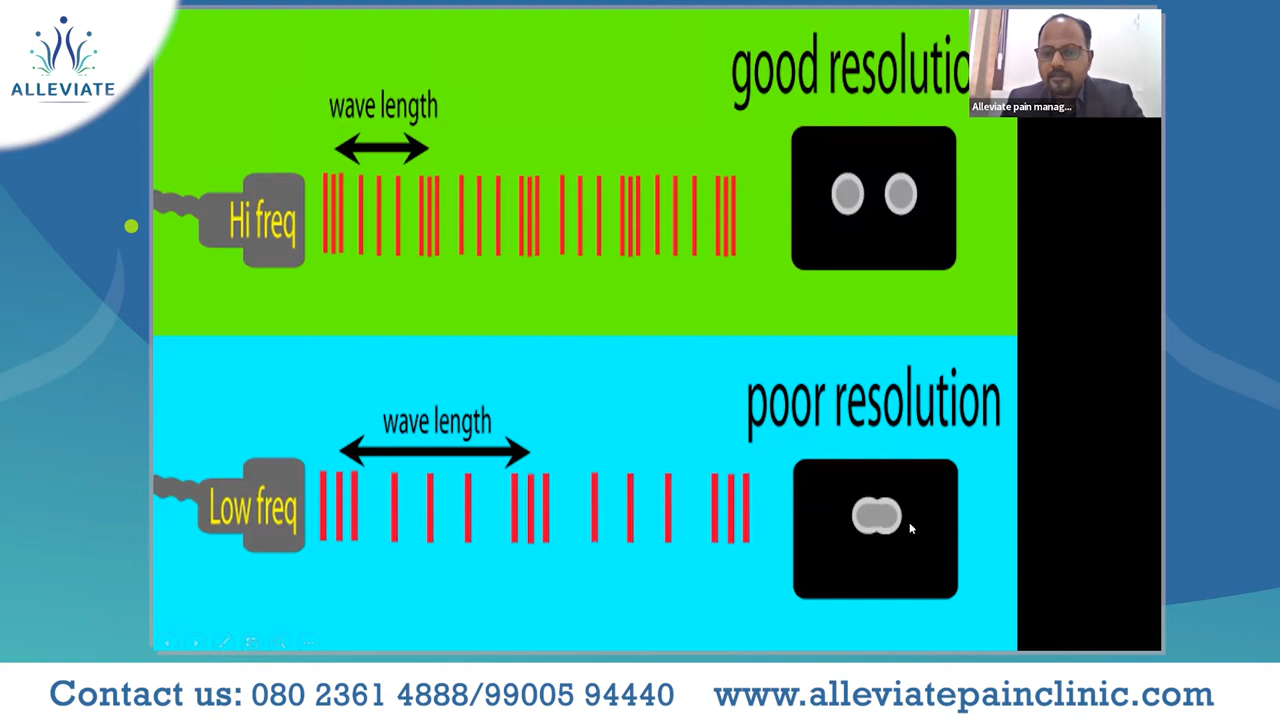 ALLEVIATE
good resolutio
Alleviate pain manag...
wave length
Hi freq
poor resolution
wave length
Low freq
Contact us: 080 2361 4888/99005 94440
www.alleviatepainclinic.com